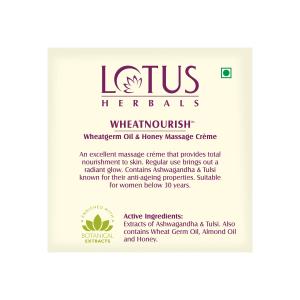 LOTUS
HERBALS
WHEATNOURISH™
Wheatgerm Oil & Honey Massage Crème
An excellent massage crème that provides total
nourishment to skin. Regular use brings out a
radiant glow. Contains Ashwagandha & Tulsi
known for their anti-ageing properties. Suitable
for women below 30 years.
ENRICHED WITH
BOTANICAL
EXTRACTS
Active Ingredients:
Extracts of Ashwagandha & Tulsi. Also
contains Wheat Germ Oil, Almond Oil
and Honey.